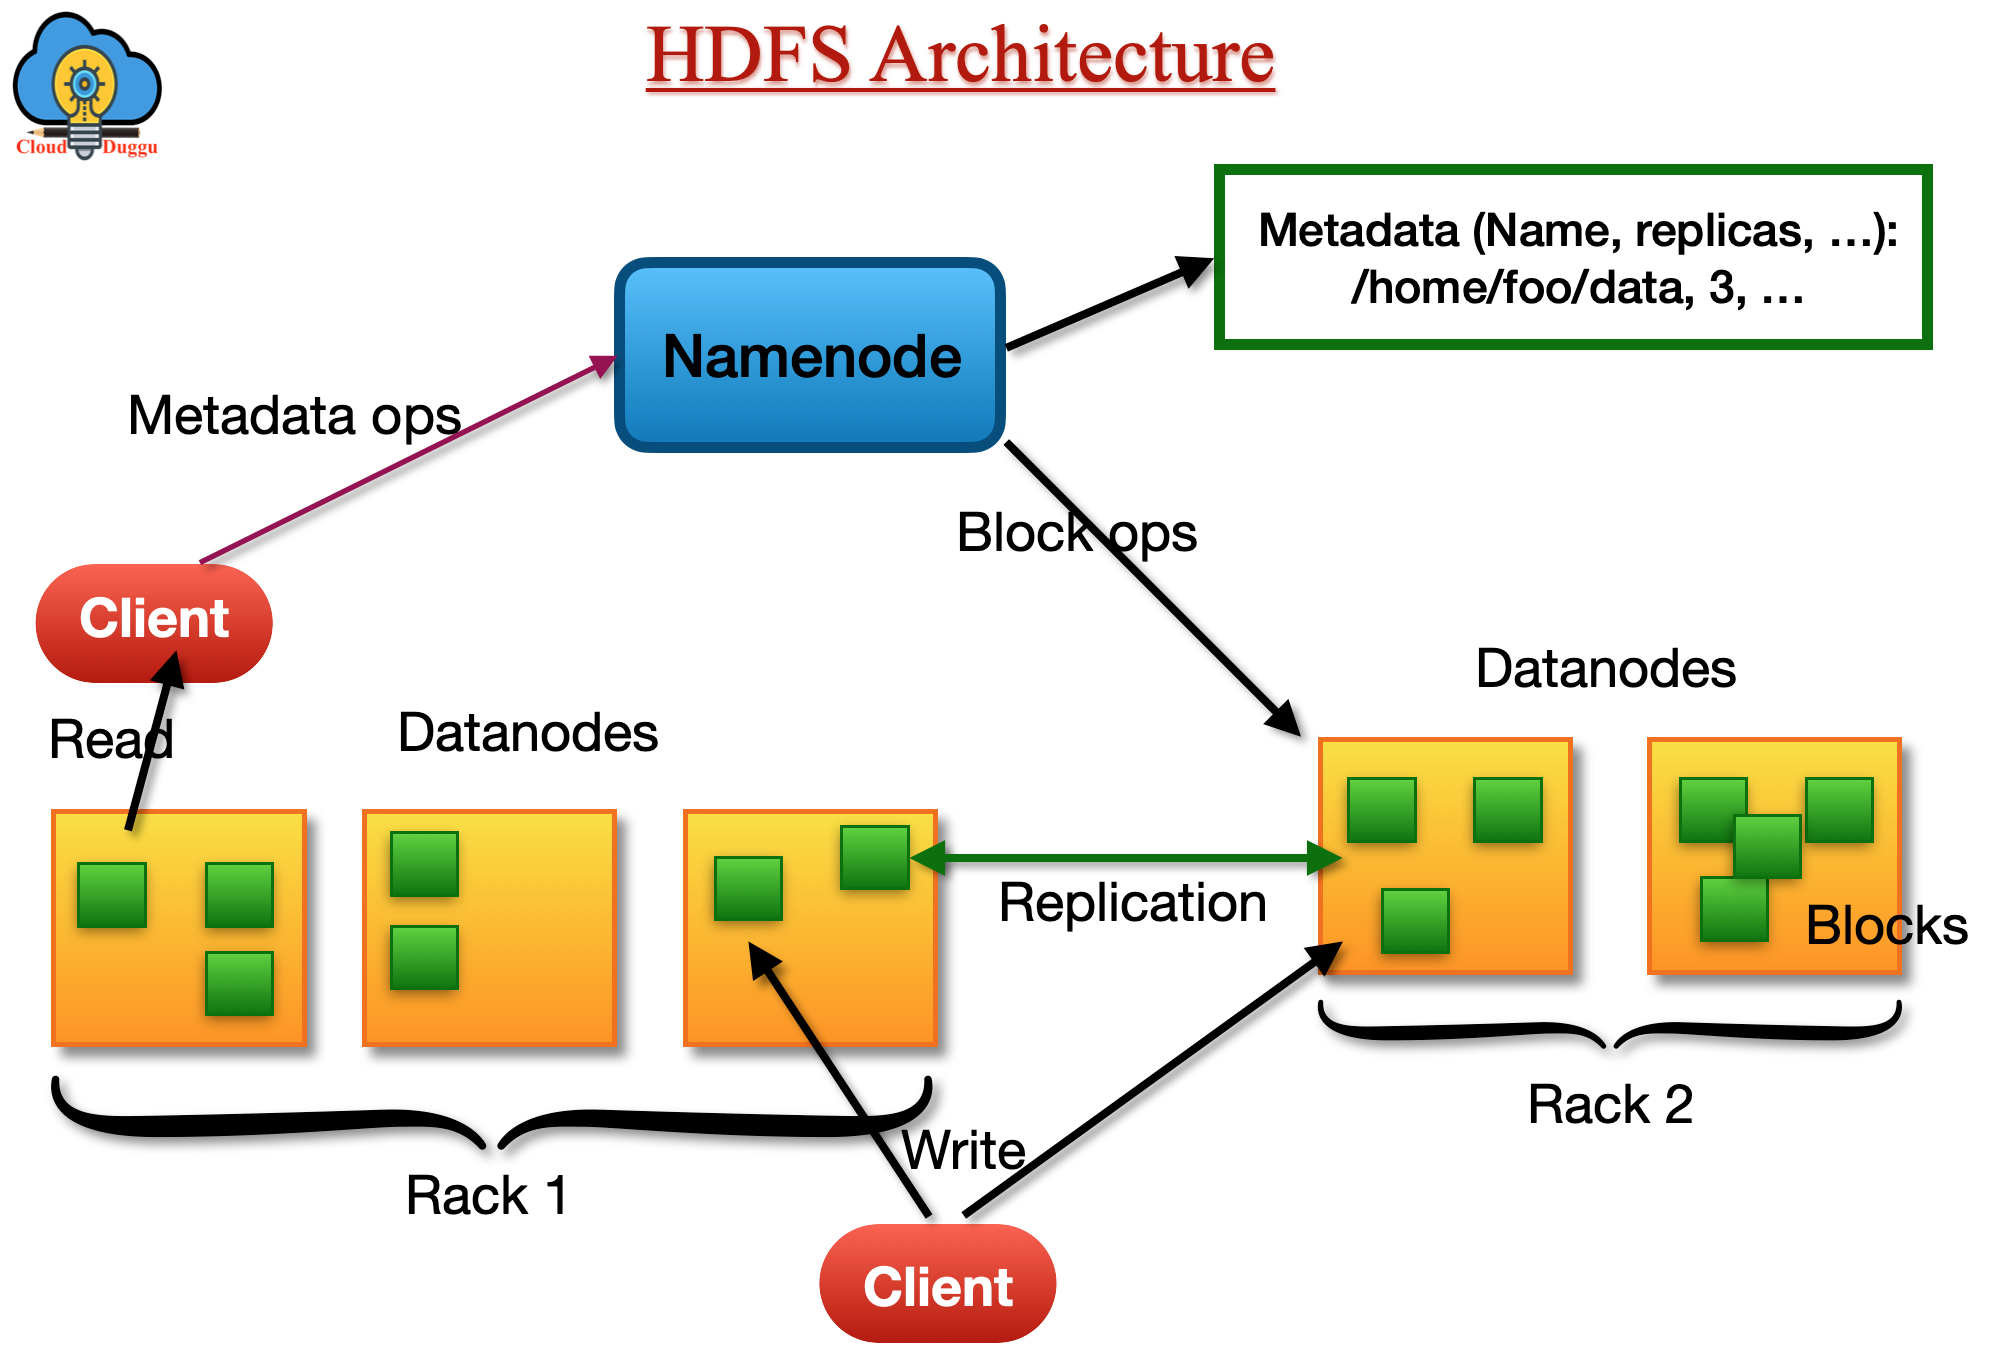 HDFS Architecture
Cloud Duggu
Metadata (Name, replicas, …):
/home/foo/data, 3, …
Namenode
Metadata ops
Block ops
Client
Read
Datanodes
Datanodes
Replication
Blocks
Rack 1
Rack 2
Write
Client